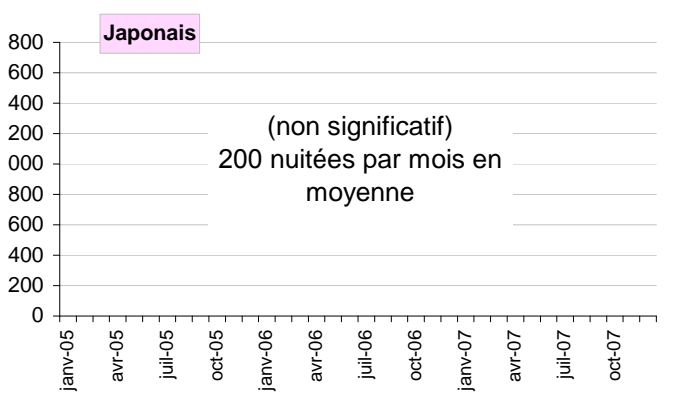 Japonais
800
600
400
200
000
800
600
400
200
0
(non significatif)
200 nuitées par mois en
moyenne
janv-05
avr-05
juil-05
oct-05
janv-06
avr-06
juil-06
oct-06
janv-07
avr-07
juil-07
oct-07